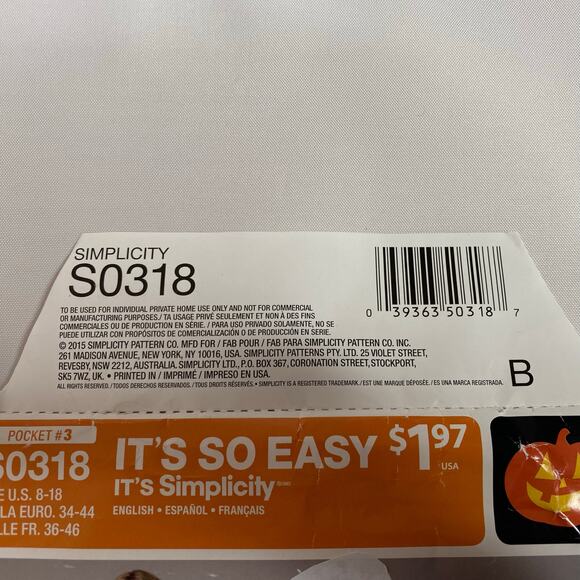 SIMPLICITY
S0318
TO BE USED FOR INDIVIDUAL PRIVATE HOME USE ONLY AND NOT FOR COMMERCIAL
OR MANUFACTURING PURPOSES./ TA USAGE PRIVÉ SEULEMENT ET NON À DES FINS
COMMERCIALES OU DE PRODUCTION EN SÉRIE. / PARA USO PRIVADO SOLAMENTE, NO SE
PUEDE UTILIZAR CON PROPÓSITOS DE COMERCIALIZACIÓN O DE PRODUCCIÓN EN SERIE.
© 2015 SIMPLICITY PATTERN CO. MFD FOR / FAB POUR / FAB PARA SIMPLICITY PATTERN CO. INC.
261 MADISON AVENUE, NEW YORK, NY 10016, USA. SIMPLICITY PATTERNS PTY. LTD. 25 VIOLET STREET,
REVESBY, NSW 2212, AUSTRALIA. SIMPLICITY LTD., P.O. BOX 367, CORONATION STREET, STOCKPORT,
SK5 7WZ, UK. • PRINTED IN / IMPRIMÉ / IMPRESO EN USA.
ALL RIGHTS RESERVED. / TODOS DERECHOS RESERVADOS. / TOUS DROITS RÉSERVÉS. • SIMPLICITY IS A REGISTERED TRADEMARK. / EST UNE MARQUE DÉPOSÉE. / ES UNA MARCA REGISTRADA.
0 39363 50318 7
B
POCKET #3
S0318
E U.S. 8-18
LA EURO. 34-44
LLE FR. 36-46
IT'S SO EASY
IT'S Simplicity
ENGLISH • ESPAÑOL • FRANÇAIS
$1.97
USA